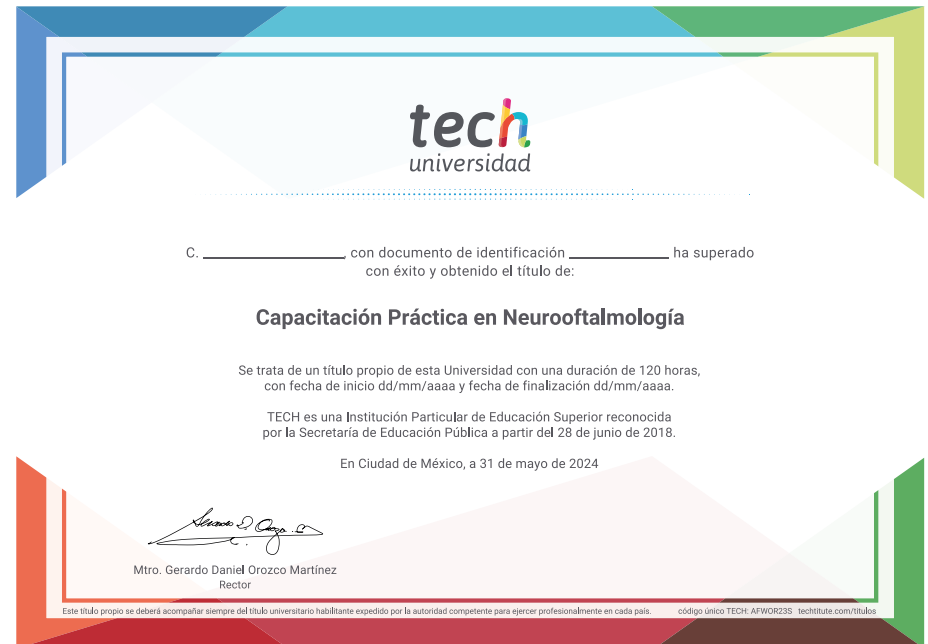 tech
universidad
C. ____________________, con documento de identificación ______________ ha superado
con éxito y obtenido el título de:
Capacitación Práctica en Neurooftalmología
Se trata de un título propio de esta Universidad con una duración de 120 horas,
con fecha de inicio dd/mm/aaaa y fecha de finalización dd/mm/aaaa.
TECH es una Institución Particular de Educación Superior reconocida
por la Secretaría de Educación Pública a partir del 28 de junio de 2018.
En Ciudad de México, a 31 de mayo de 2024
Mtro. Gerardo Daniel Orozco Martínez
Rector
Este título propio se deberá acompañar siempre del título universitario habilitante expedido por la autoridad competente para ejercer profesionalmente en cada país. código único TECH: AFWOR23S techtitute.com/titulos